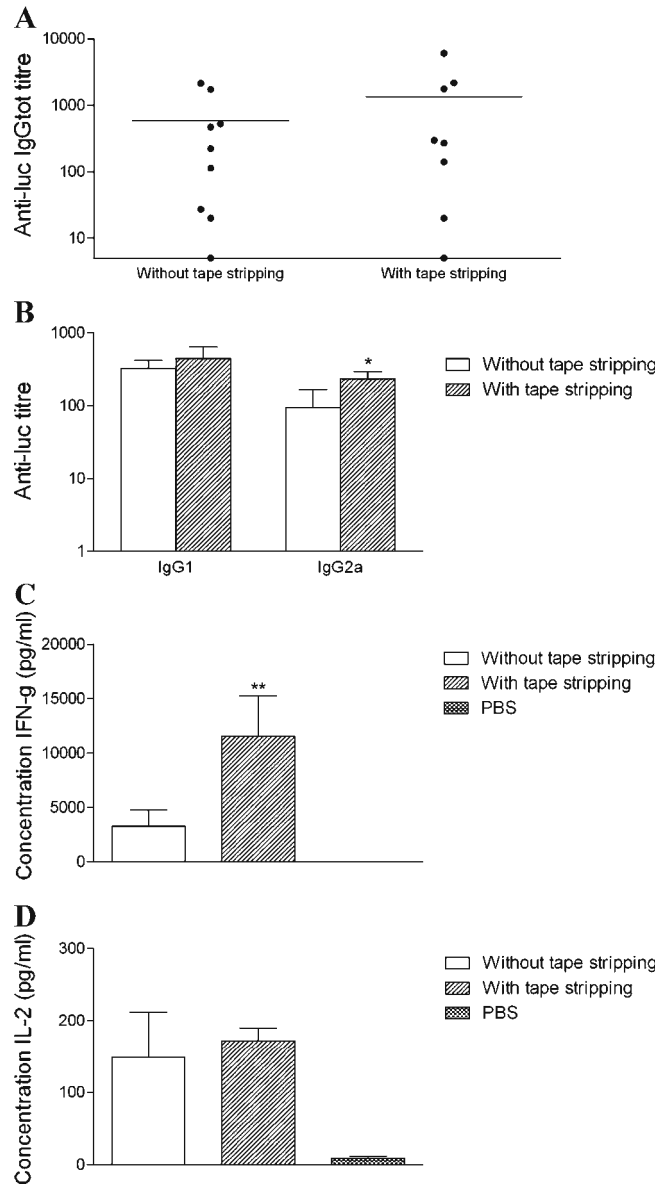 A
Anti-luc IgGtot titre
10000
1000
100
10
Without tape stripping
With tape stripping
B
Anti-luc titre
1000
100
10
1
*
IgG1
IgG2a
Without tape stripping
With tape stripping
C
Concentration IFN-g (pg/ml)
20000
15000
10000
5000
0
**
Without tape stripping
With tape stripping
PBS
D
Concentration IL-2 (pg/ml)
300
200
100
0
Without tape stripping
With tape stripping
PBS